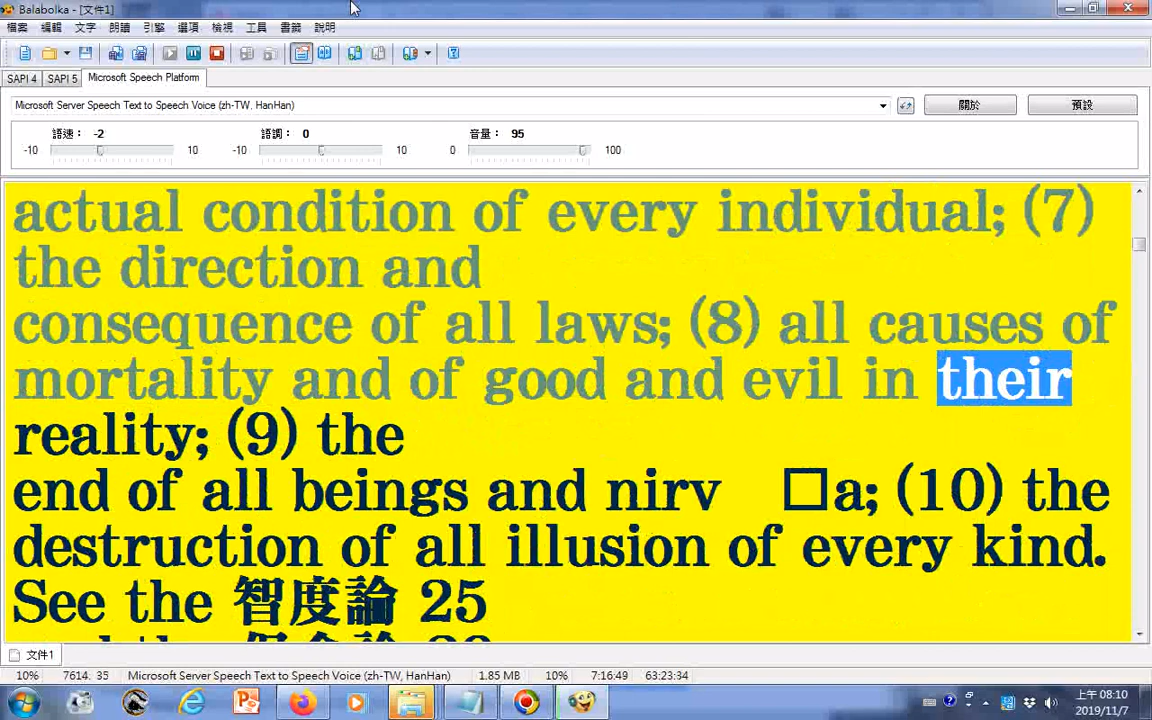 Balabolka - [文件1]
檔案 編輯 文字 朗讀 引擎 選項 檢視 工具 書籤 說明
SAPI 4 SAPI 5 Microsoft Speech Platform
Microsoft Server Speech Text to Speech Voice (zh-TW, HanHan) 關於 預設
語速： -2 語調： 0 音量： 95
-10 10 -10 10 0 100
actual condition of every individual; (7)
the direction and
consequence of all laws; (8) all causes of
mortality and of good and evil in their
reality; (9) the
end of all beings and nirv □a; (10) the
destruction of all illusion of every kind.
See the 智度論 25
文件1
10% 7614. 35 Microsoft Server Speech Text to Speech Voice (zh-TW, HanHan) 1.85 MB 10% 7:16:49 63:23:34
上午 08:10
2019/11/7